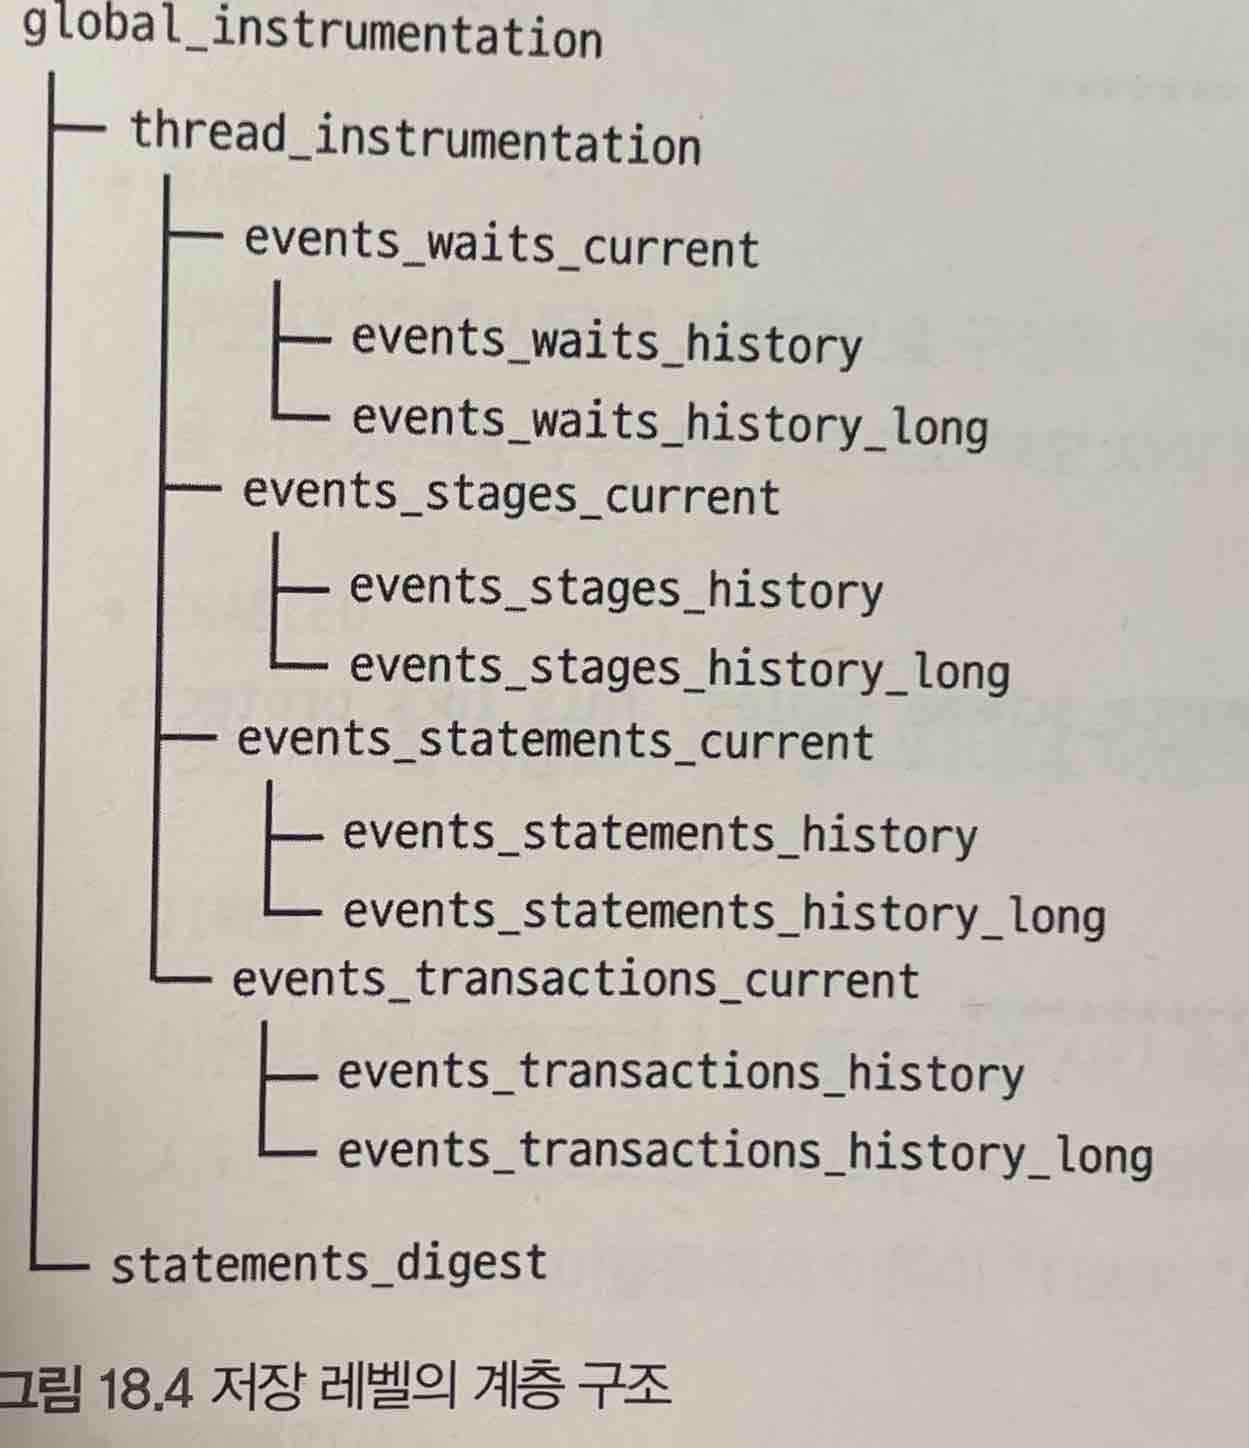 global_instrumentation
thread_instrumentation
events_waits_current
events_waits_history
events_waits_history_long
events_stages_current
events_stages_history
events_stages_history_long
events_statements_current
events_statements_history
events_statements_history_long
events_transactions_current
events_transactions_history
events_transactions_history_long
statements_digest
그림 18.4 저장 레벨의 계층 구조